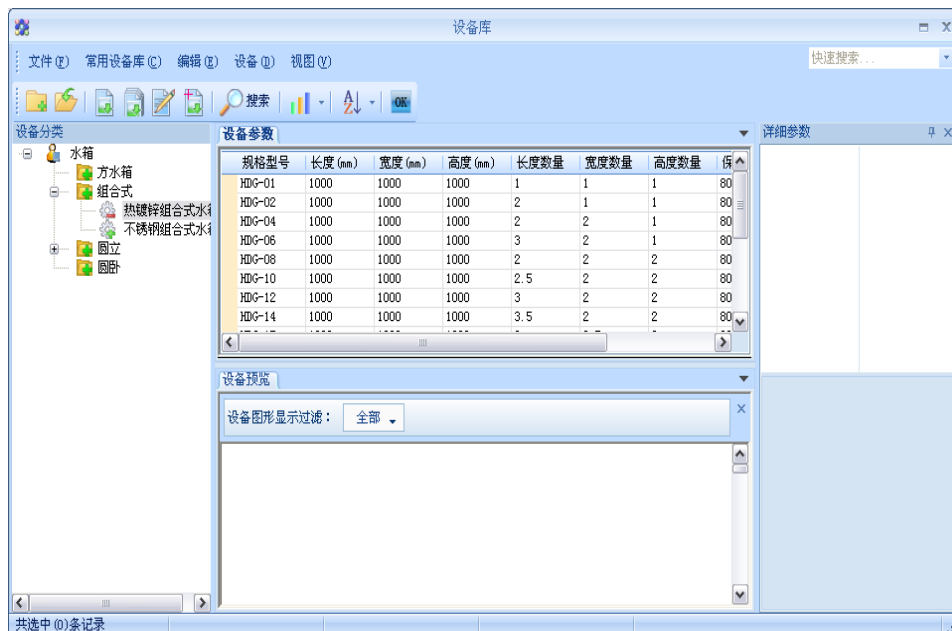 设备库
文件(F) 常用设备库(C) 编辑(E) 设备(D) 视图(V)
快速搜索...
搜索 A Z OK
设备分类
水箱
方水箱
组合式
热镀锌组合式水箱
不锈钢组合式水箱
圆立
圆卧
设备参数
规格型号 长度(mm) 宽度(mm) 高度(mm) 长度数量 宽度数量 高度数量
HDG-01 1000 1000 1000 1 1 1 80
HDG-02 1000 1000 1000 2 1 1 80
HDG-04 1000 1000 1000 2 2 1 80
HDG-06 1000 1000 1000 3 2 1 80
HDG-08 1000 1000 1000 2 2 2 80
HDG-10 1000 1000 1000 2.5 2 2 80
HDG-12 1000 1000 1000 3 2 2 80
HDG-14 1000 1000 1000 3.5 2 2 80
设备预览
设备图形显示过滤： 全部
详细参数
共选中(0)条记录